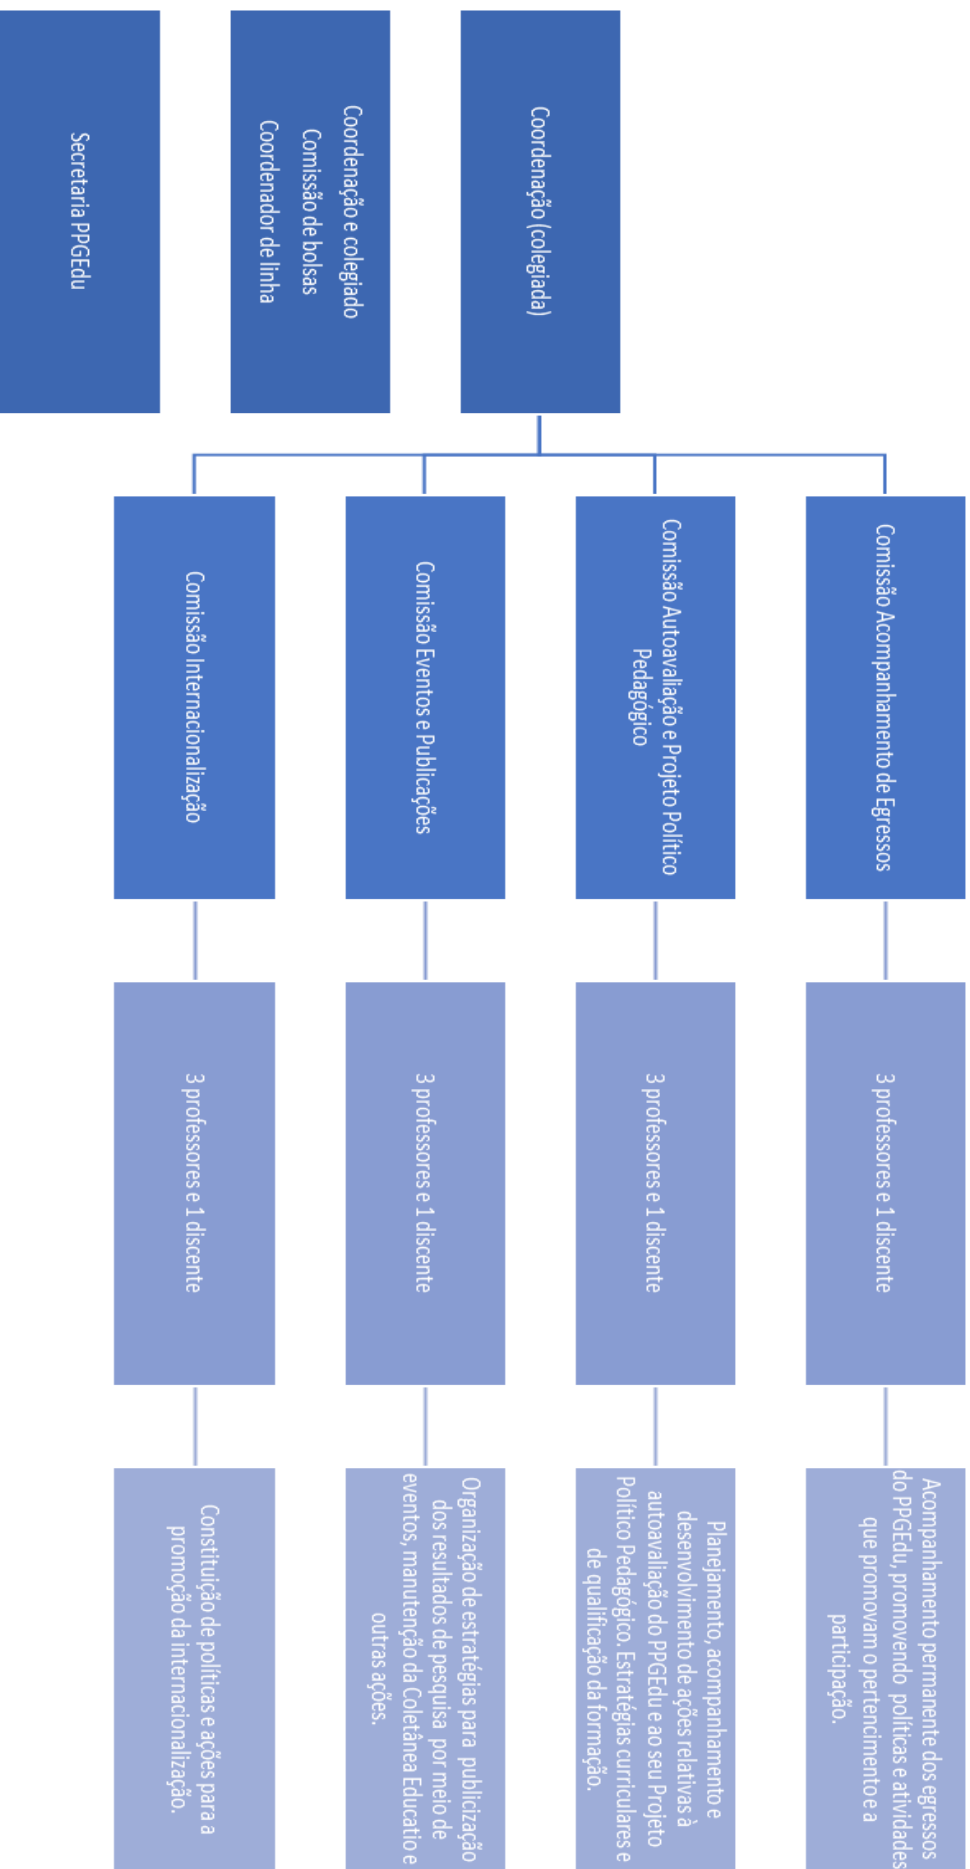 Coordenação (colegiada)
Coordenação e colegiado
Comissão de bolsas
Coordenador de linha
Secretaria PPGEdu
Comissão Acompanhamento de Egressos
3 professores e 1 discente
Acompanhamento permanente dos egressos
do PPGEdu, promovendo políticas e atividades
que promovam o pertencimento e a
participação.
Comissão Autoavaliação e Projeto Político
Pedagógico
3 professores e 1 discente
Planejamento, acompanhamento e
desenvolvimento de ações relativas à
autoavaliação do PPGEdu e ao seu Projeto
Político Pedagógico. Estratégias curriculares e
de qualificação da formação.
Comissão Eventos e Publicações
3 professores e 1 discente
Organização de estratégias para publicização
dos resultados de pesquisa por meio de
eventos, manutenção da Coletânea Educatio e
outras ações.
Comissão Internacionalização
3 professores e 1 discente
Constituição de políticas e ações para a
promoção da internacionalização.